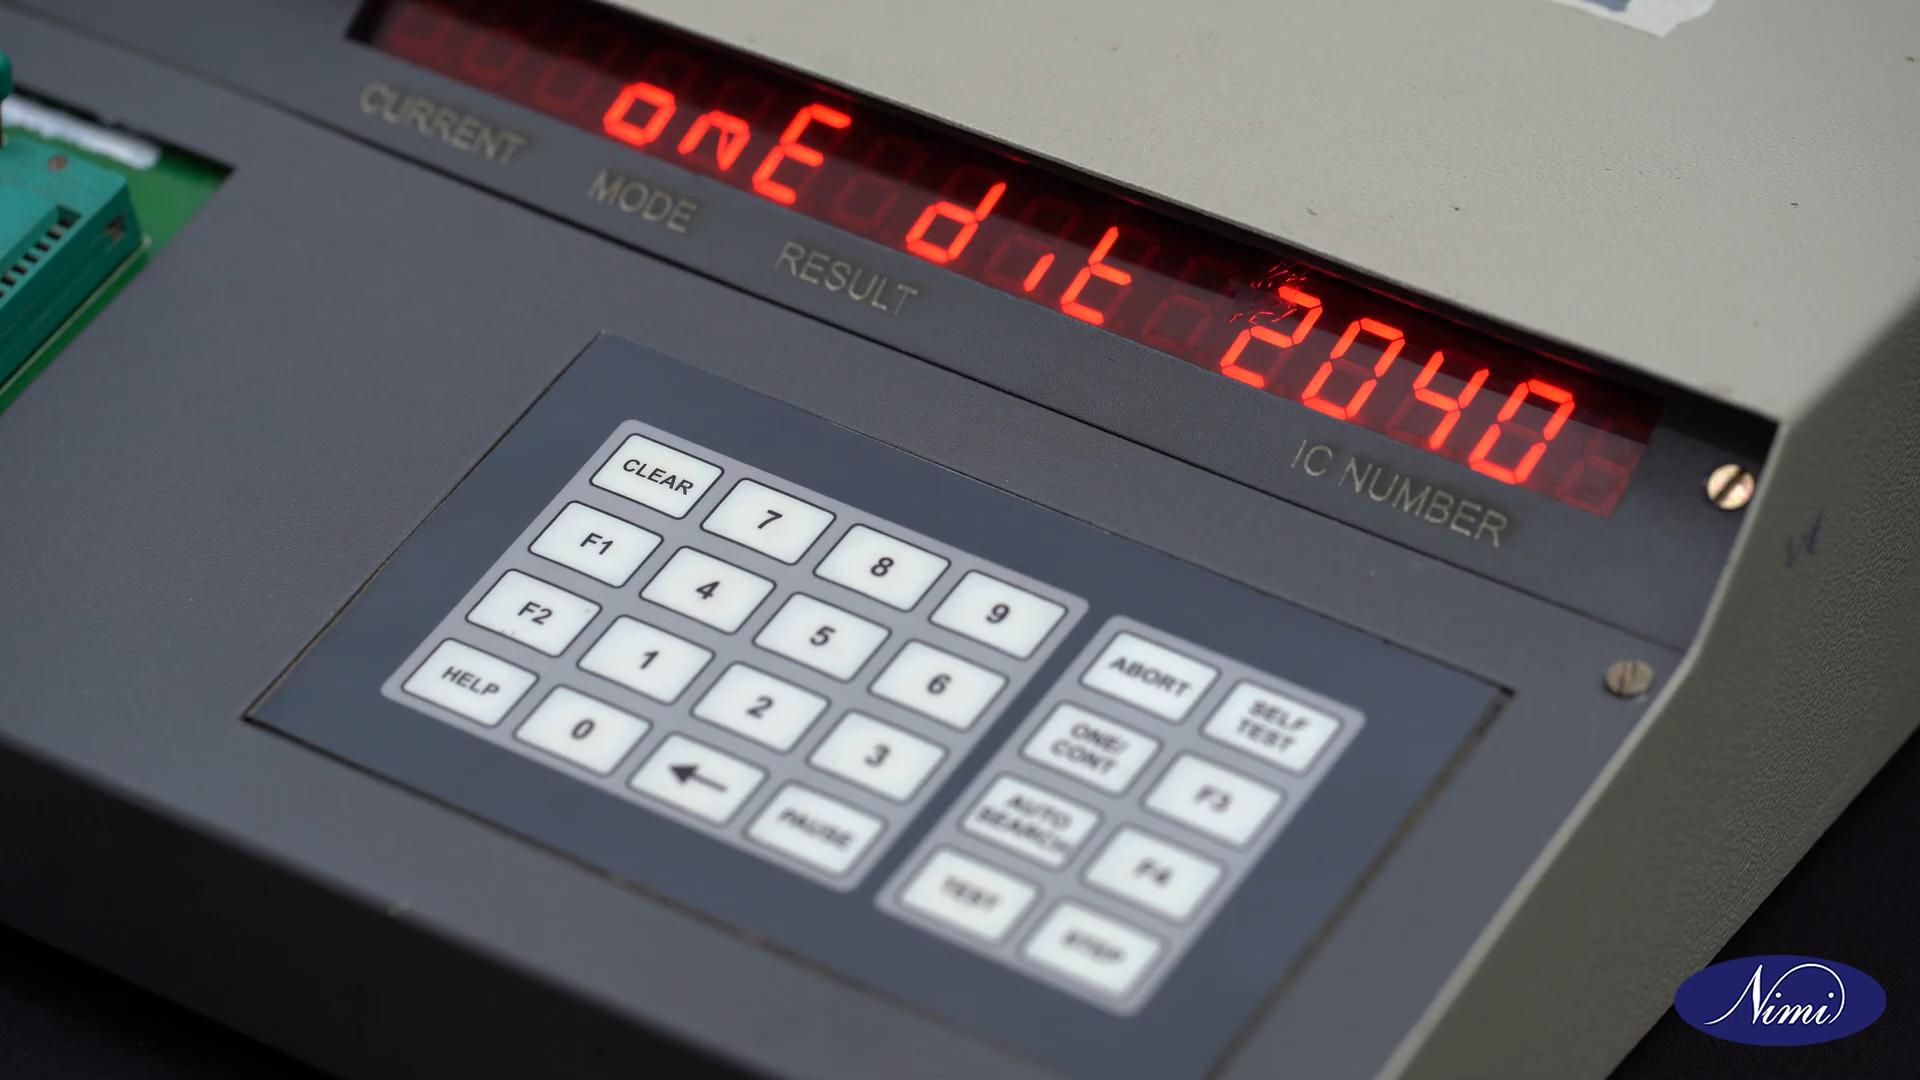 onE dit 2040
CURRENT MODE RESULT IC NUMBER
CLEAR 7 8 9
F1 4 5 6
F2 1 2 3
HELP 0 ← PAUSE
ABORT SELF TEST
ONE/CONT F3
AUTO SEARCH F4
TEST STEP
Nimi